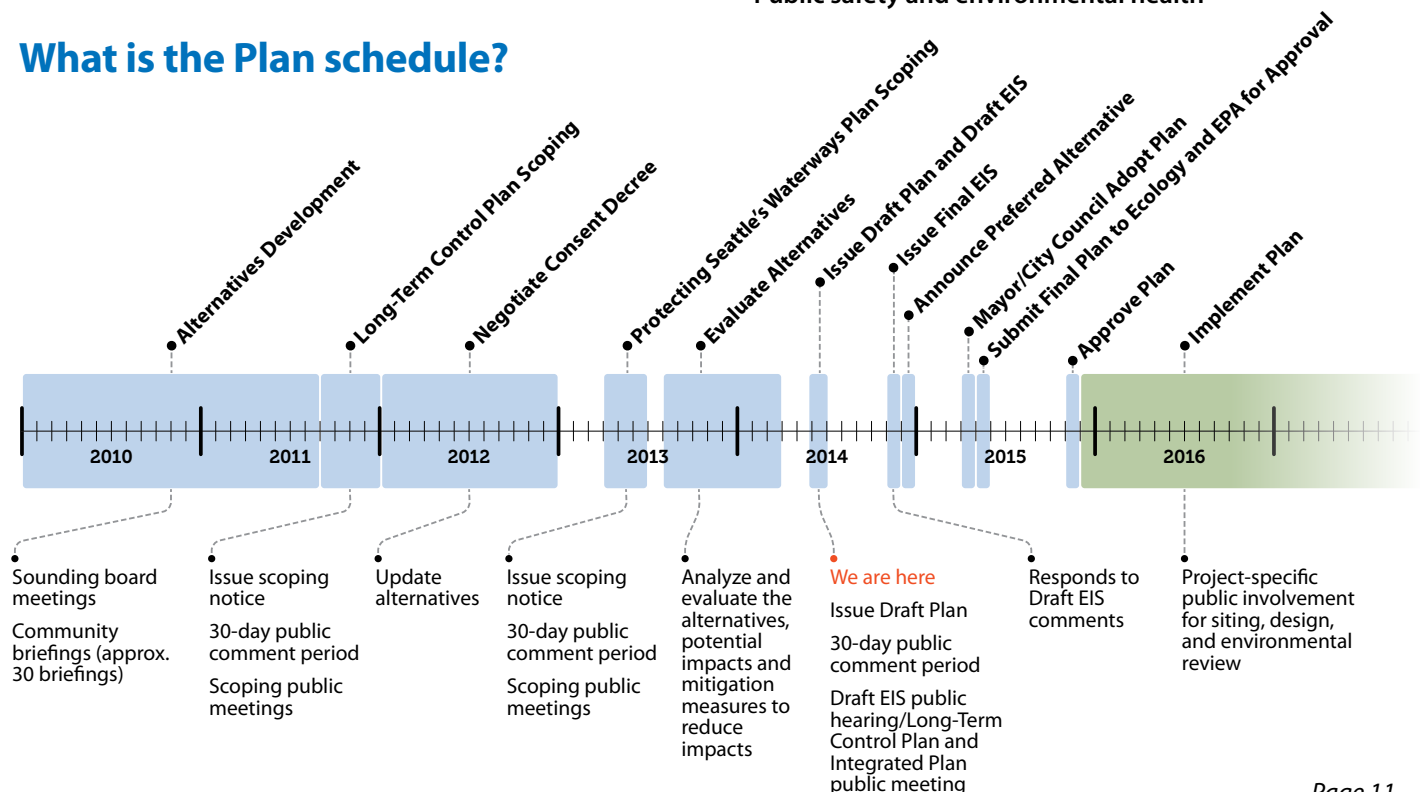 Public safety and environmental health
What is the Plan schedule?
Alternatives Development
Long-Term Control Plan Scoping
Negotiate Consent Decree
Protecting Seattle's Waterways Plan Scoping
Evaluate Alternatives
Issue Draft Plan and Draft EIS
Issue Final EIS
Announce Preferred Alternative
Mayor/City Council Adopt Plan
Submit Final Plan to Ecology and EPA for Approval
Approve Plan
Implement Plan
2010
2011
2012
2013
2014
2015
2016
Sounding board
meetings
Community
briefings (approx.
30 briefings)
Issue scoping
notice
30-day public
comment period
Scoping public
meetings
Update
alternatives
Issue scoping
notice
30-day public
comment period
Scoping public
meetings
Analyze and
evaluate the
alternatives,
potential
impacts and
mitigation
measures to
reduce
impacts
We are here
Issue Draft Plan
30-day public
comment period
Draft EIS public
hearing/Long-Term
Control Plan and
Integrated Plan
public meeting
Responds to
Draft EIS
comments
Project-specific
public involvement
for siting, design,
and environmental
review
Page 11